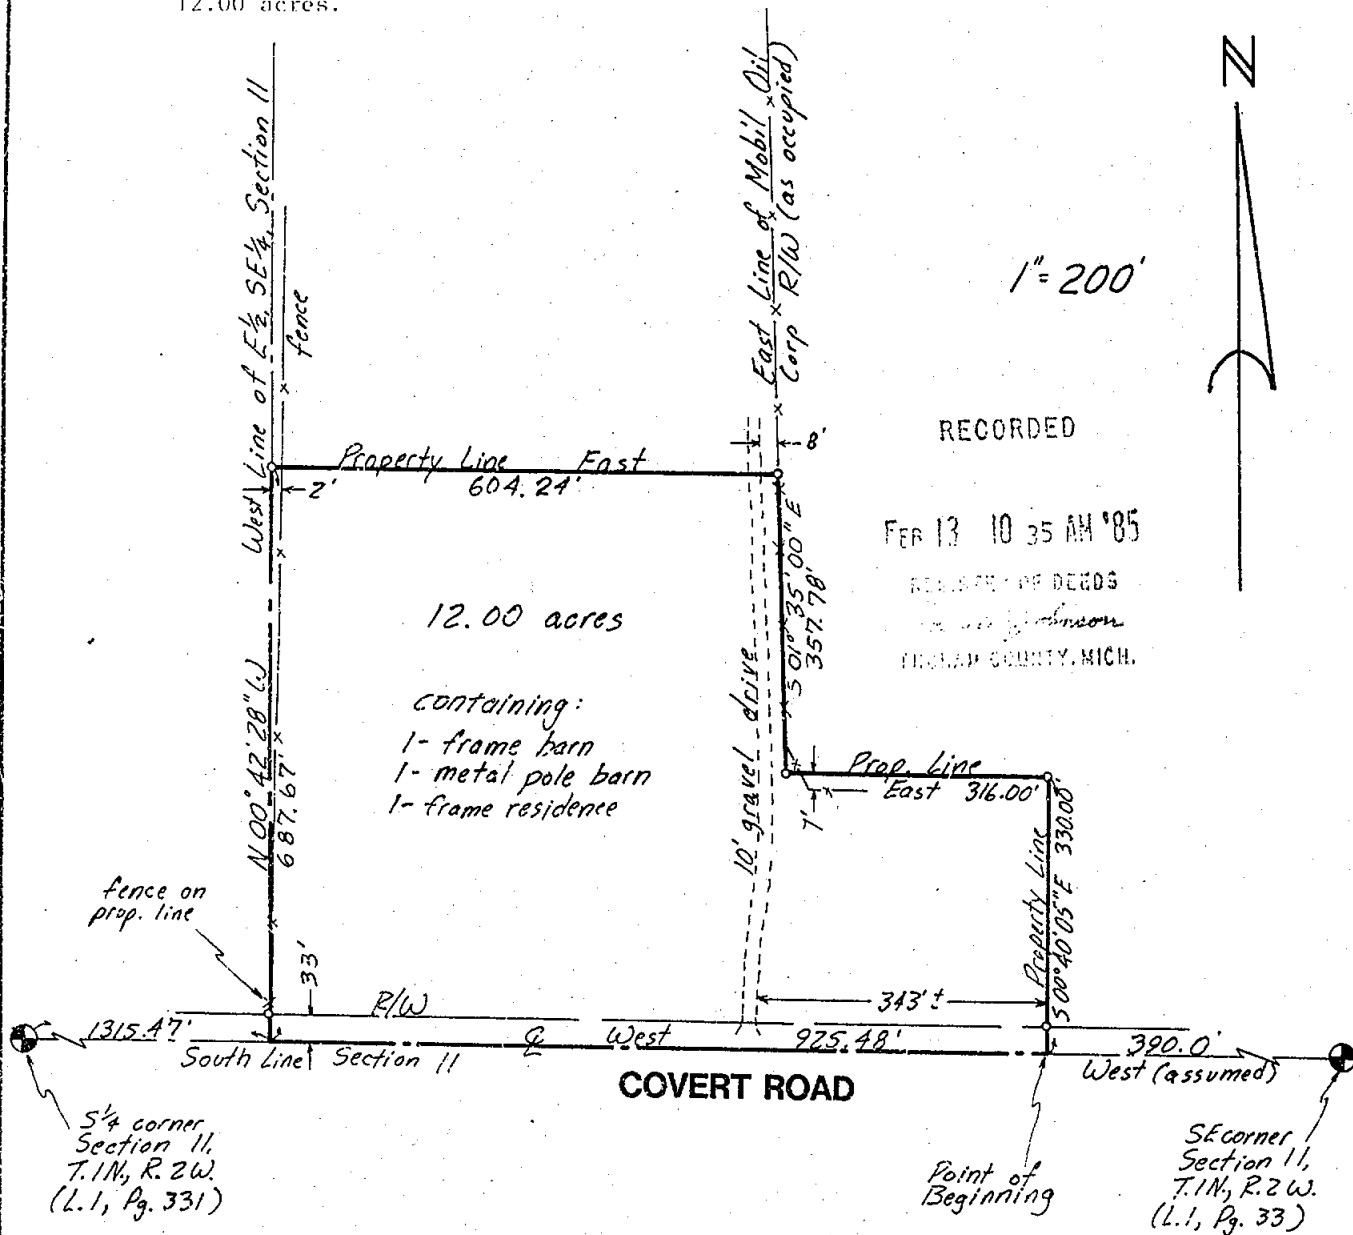 12.00 acres.
N
West Line of E½, SE¼, Section 11
fence
East Line of Mobil Oil
Corp R/W (as occupied)
1"= 200'
RECORDED
FEB 13 10 35 AM '85
OF DEEDS
COUNTY, MICH.
Property Line East
604.24'
2'
8'
S 01° 35' 00" E
357.78'
12.00 acres
containing:
1- frame barn
1- metal pole barn
1- frame residence
N 00° 42' 28" W
687.67'
10' gravel drive
Prop. Line
East 316.00'
7'
Property Line
S 00° 40' 05" E 330.00'
fence on
prop. line
33'
R/W
343' ±
1315.47'
West 925.48'
390.0'
South Line Section 11
West (assumed)
COVERT ROAD
S¼ corner
Section 11,
T.1N., R.2W.
(L.1, Pg. 331)
Point of
Beginning
SE corner
Section 11,
T.1N., R.2W.
(L.1, Pg. 33)